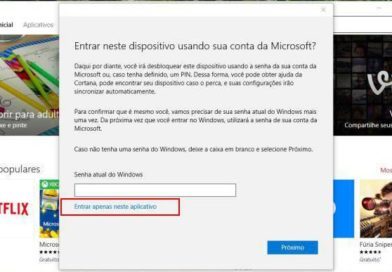 nicial
Aplicativos
Entrar neste dispositivo usando sua conta da Microsoft?
Daqui por diante, você irá desbloquear este dispositivo usando a senha da sua conta da
Microsoft ou, caso tenha definido, um PIN. Dessa forma, você pode obter ajuda da
Cortana, pode encontrar seu dispositivo caso o perca, e suas configurações irão
sincronizar automaticamente.
Para confirmar que é mesmo você, vamos precisar de sua senha atual do Windows mais
uma vez. Da próxima vez que você entrar no Windows, utilizará a senha de sua conta da
Microsoft.
Caso não tenha uma senha do Windows, deixe a caixa em branco e selecione Próximo.
Senha atual do Windows
Entrar apenas neste aplicativo
Próximo
rir para adul
xe e pinte
Compartilhe seus
populares
TFLIX
XBOX
Microso
Gratuito
Fúria Sniper
Gratuito